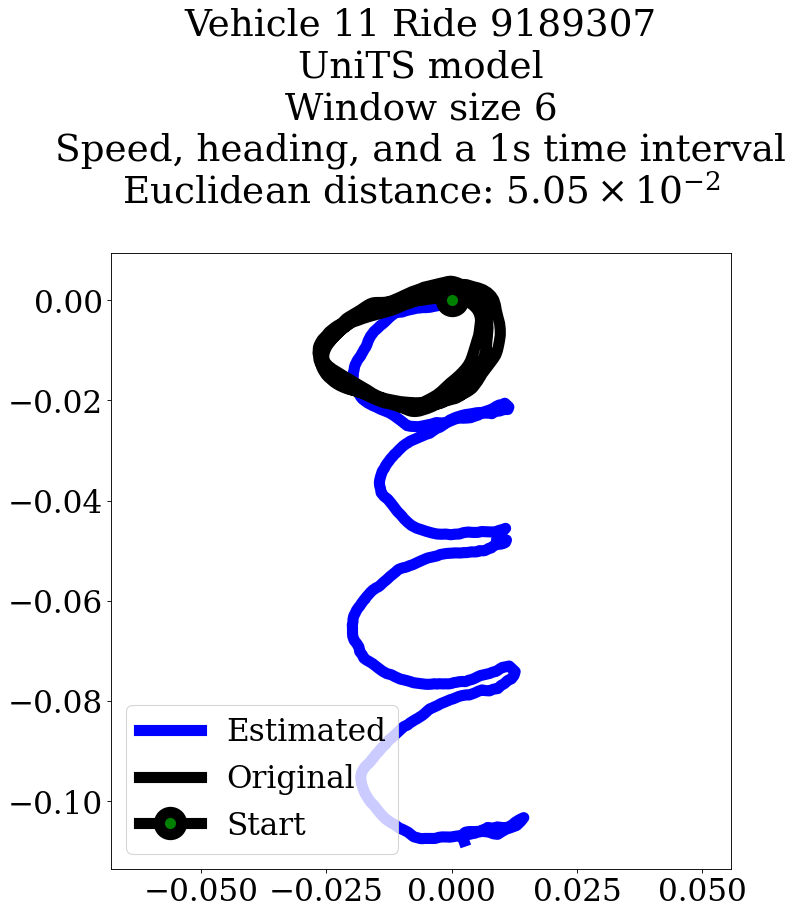 Vehicle 11 Ride 9189307
UniTS model
Window size 6
Speed, heading, and a 1s time interval
Euclidean distance: 5.05 × 10⁻²
0.00
−0.02
−0.04
−0.06
−0.08
−0.10
Estimated
Original
Start
−0.050 −0.025 0.000 0.025 0.050